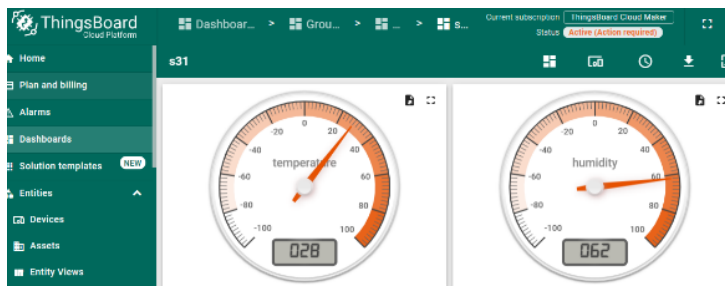 ThingsBoard
Cloud Platform
Dashboar... > Grou... > ... > s...
Current subscription ThingsBoard Cloud Maker
Status Active (Action required)
Home
Plan and billing
Alarms
Dashboards
Solution templates NEW
Entities
Devices
Assets
Entity Views
s31
temperature
-100
-80
-60
-40
-20
0
20
40
60
80
100
028
humidity
-100
-80
-60
-40
-20
0
20
40
60
80
100
062